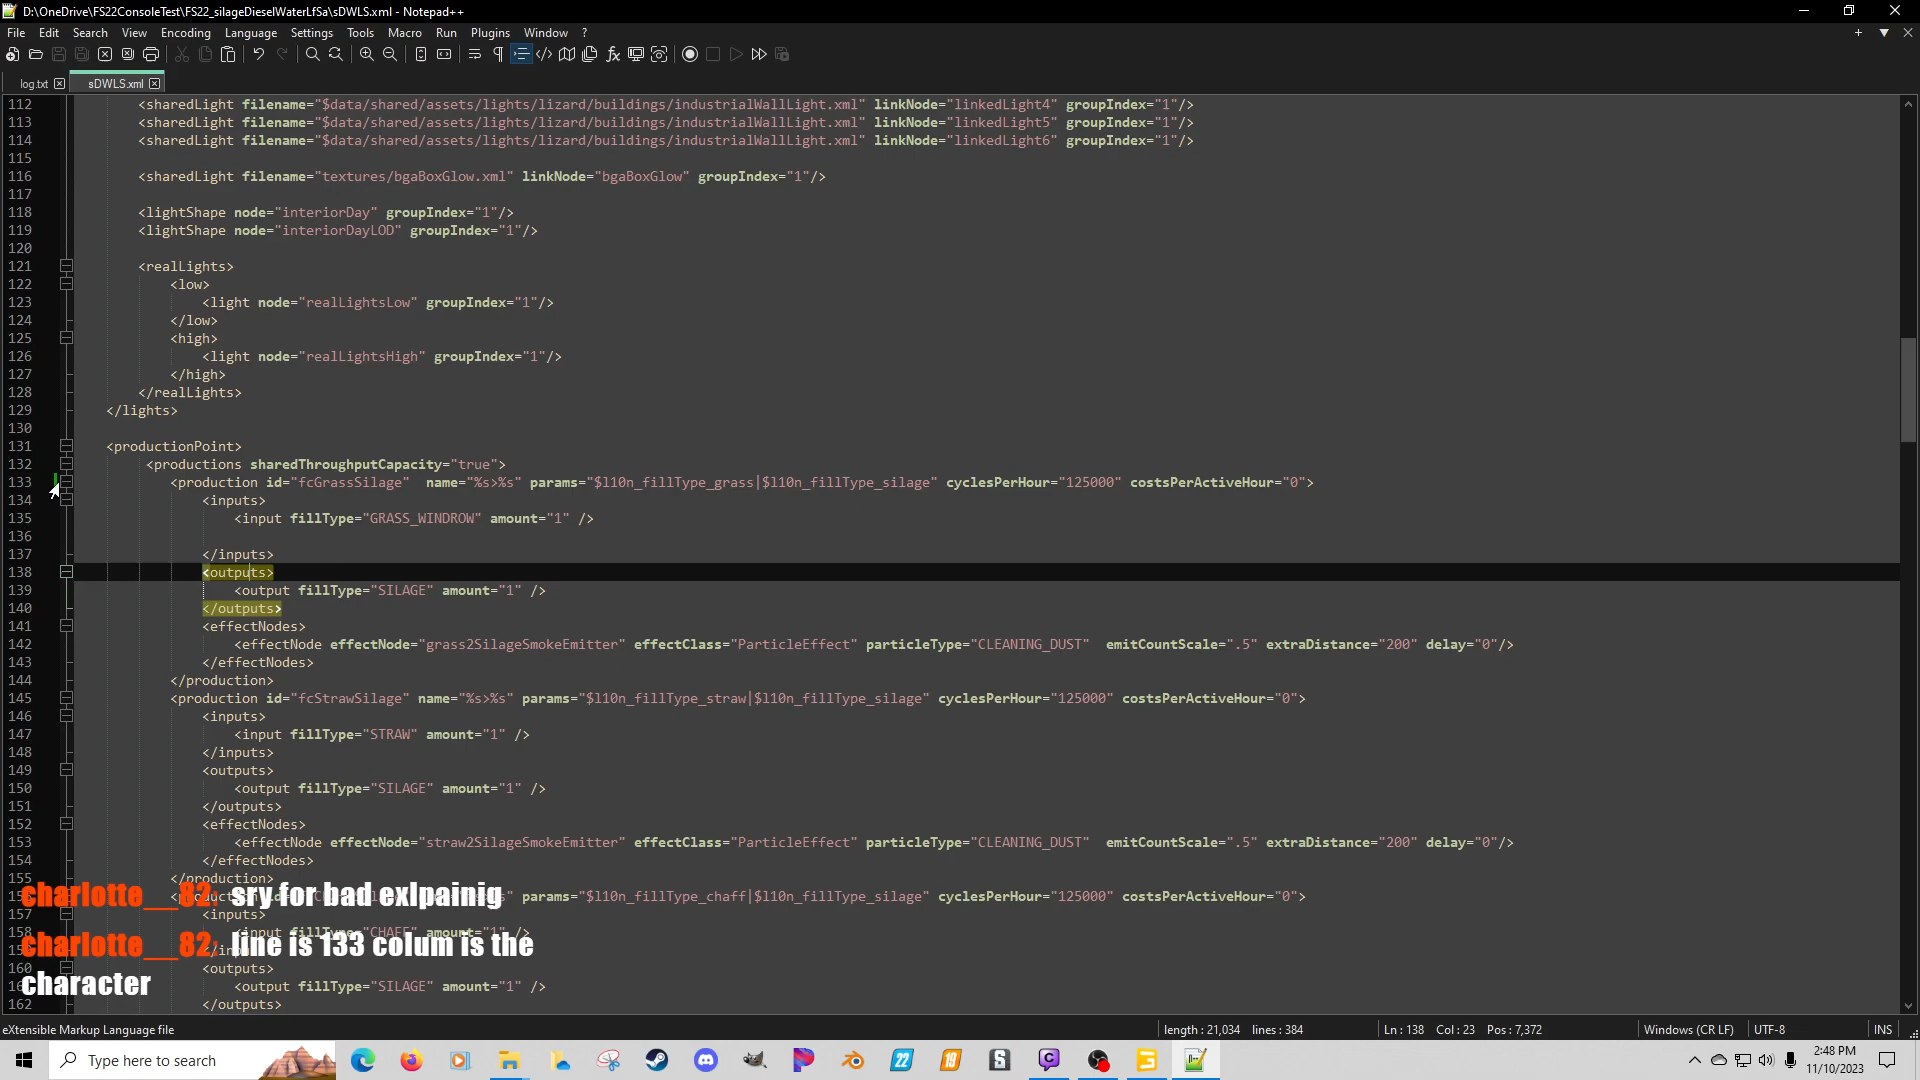 D:\OneDrive\FS22ConsoleTest\FS22_silageDieselWaterLfSa\sDWLS.xml - Notepad++
File Edit Search View Encoding Language Settings Tools Macro Run Plugins Window ?
log.txt sDWLS.xml
112 <sharedLight filename="$data/shared/assets/lights/lizard/buildings/industrialWallLight.xml" linkNode="linkedLight4" groupIndex="1"/>
113 <sharedLight filename="$data/shared/assets/lights/lizard/buildings/industrialWallLight.xml" linkNode="linkedLight5" groupIndex="1"/>
114 <sharedLight filename="$data/shared/assets/lights/lizard/buildings/industrialWallLight.xml" linkNode="linkedLight6" groupIndex="1"/>
115
116 <sharedLight filename="textures/bgaBoxGlow.xml" linkNode="bgaBoxGlow" groupIndex="1"/>
117
118 <lightShape node="interiorDay" groupIndex="1"/>
119 <lightShape node="interiorDayLOD" groupIndex="1"/>
120
121 <realLights>
122 <low>
123 <light node="realLightsLow" groupIndex="1"/>
124 </low>
125 <high>
126 <light node="realLightsHigh" groupIndex="1"/>
127 </high>
128 </realLights>
129 </lights>
130
131 <productionPoint>
132 <productions sharedThroughputCapacity="true">
133 <production id="fcGrassSilage"  name="%s>%s" params="$l10n_fillType_grass|$l10n_fillType_silage" cyclesPerHour="125000" costsPerActiveHour="0">
134 <inputs>
135 <input fillType="GRASS_WINDROW" amount="1" />
136
137 </inputs>
138 <outputs>
139 <output fillType="SILAGE" amount="1" />
140 </outputs>
141 <effectNodes>
142 <effectNode effectNode="grass2SilageSmokeEmitter" effectClass="ParticleEffect" particleType="CLEANING_DUST"  emitCountScale=".5" extraDistance="200" delay="0"/>
143 </effectNodes>
144 </production>
145 <production id="fcStrawSilage" name="%s>%s" params="$l10n_fillType_straw|$l10n_fillType_silage" cyclesPerHour="125000" costsPerActiveHour="0">
146 <inputs>
147 <input fillType="STRAW" amount="1" />
148 </inputs>
149 <outputs>
150 <output fillType="SILAGE" amount="1" />
151 </outputs>
152 <effectNodes>
153 <effectNode effectNode="straw2SilageSmokeEmitter" effectClass="ParticleEffect" particleType="CLEANING_DUST"  emitCountScale=".5" extraDistance="200" delay="0"/>
154 </effectNodes>
155 </production>
params="$l10n_fillType_chaff|$l10n_fillType_silage" cyclesPerHour="125000" costsPerActiveHour="0">
charlotte__82: sry for bad exlpainig
157 <inputs>
158 <input fillType="CHAFF" amount="1" />
charlotte__82: line is 133 colum is the
160 <outputs>
character
<output fillType="SILAGE" amount="1" />
162 </outputs>
eXtensible Markup Language file length : 21,034 lines : 384 Ln : 138 Col : 23 Pos : 7,372 Windows (CR LF) UTF-8 INS
Type here to search 22 19 2:48 PM
11/10/2023